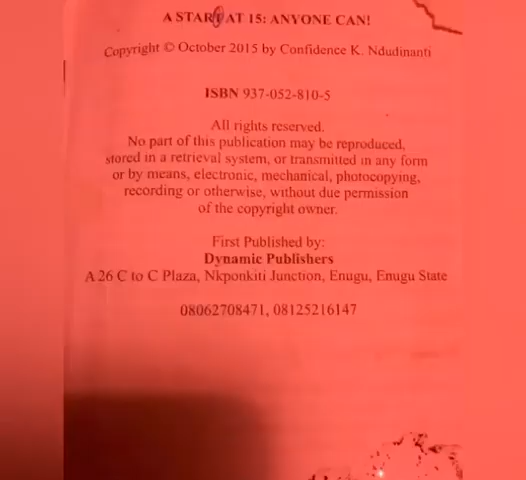 A START AT 15: ANYONE CAN!
Copyright © October 2015 by Confidence K. Ndudinanti
ISBN 937-052-810-5
All rights reserved.
No part of this publication may be reproduced,
stored in a retrieval system, or transmitted in any form
or by means, electronic, mechanical, photocopying,
recording or otherwise, without due permission
of the copyright owner.
First Published by:
Dynamic Publishers
A 26 C to C Plaza, Nkponkiti Junction, Enugu, Enugu State
08062708471, 08125216147